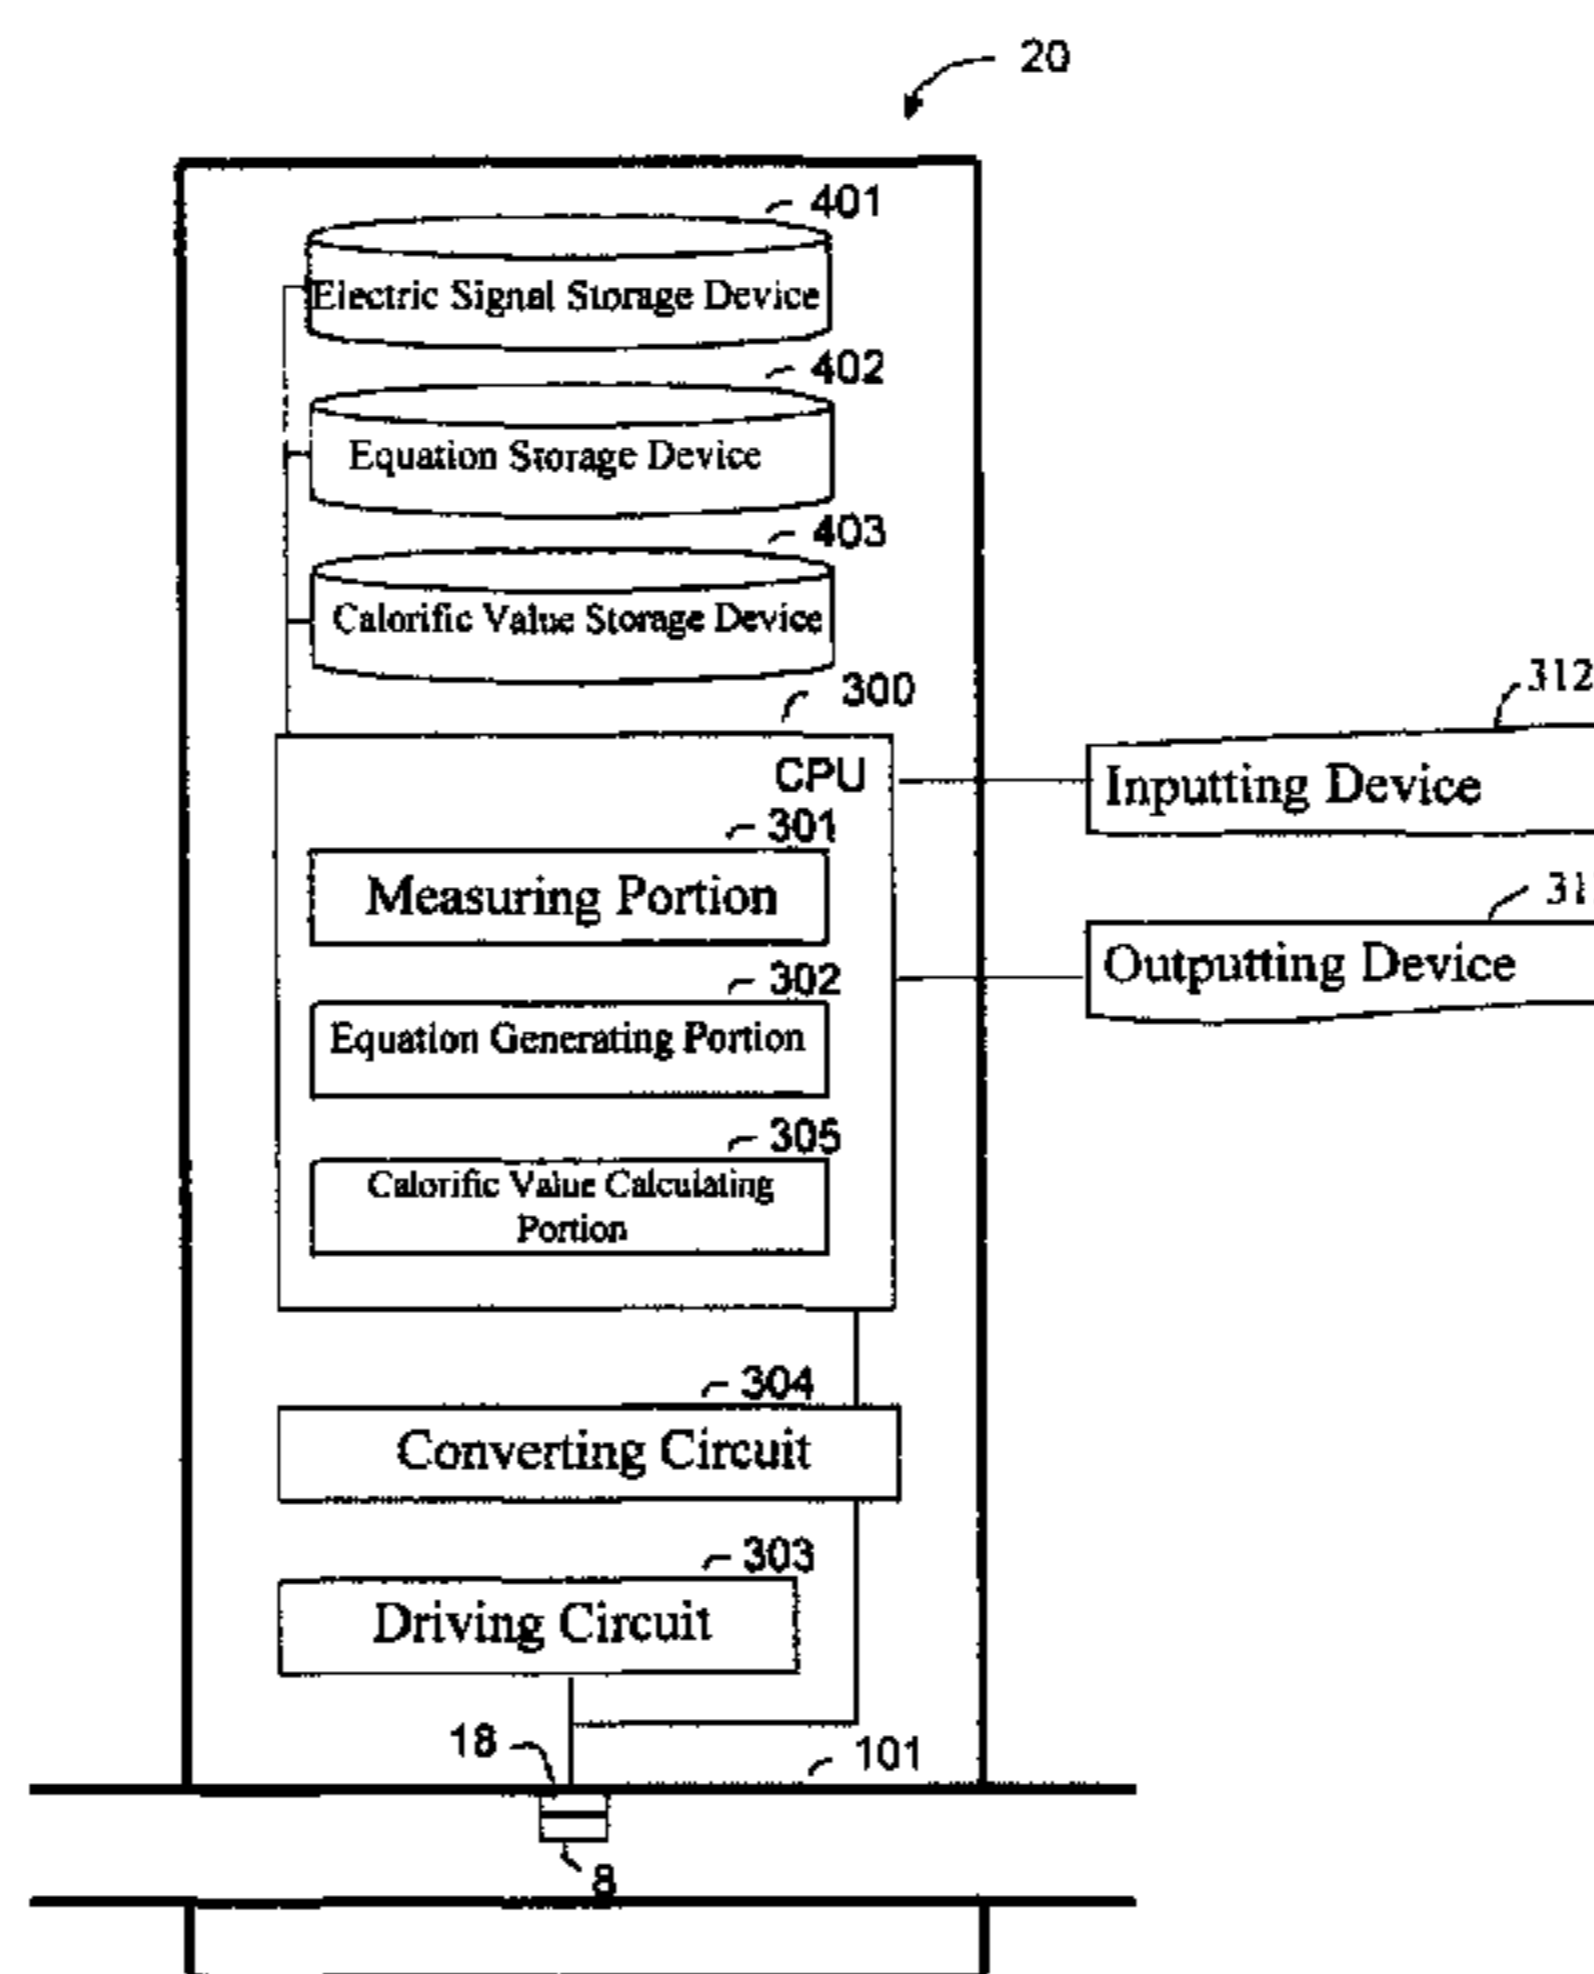 20
401
Electric Signal Storage Device
402
Equation Storage Device
403
Calorific Value Storage Device
300
CPU
312
Inputting Device
301
Measuring Portion
31
Outputting Device
302
Equation Generating Portion
305
Calorific Value Calculating
Portion
304
Converting Circuit
303
Driving Circuit
18
101
8